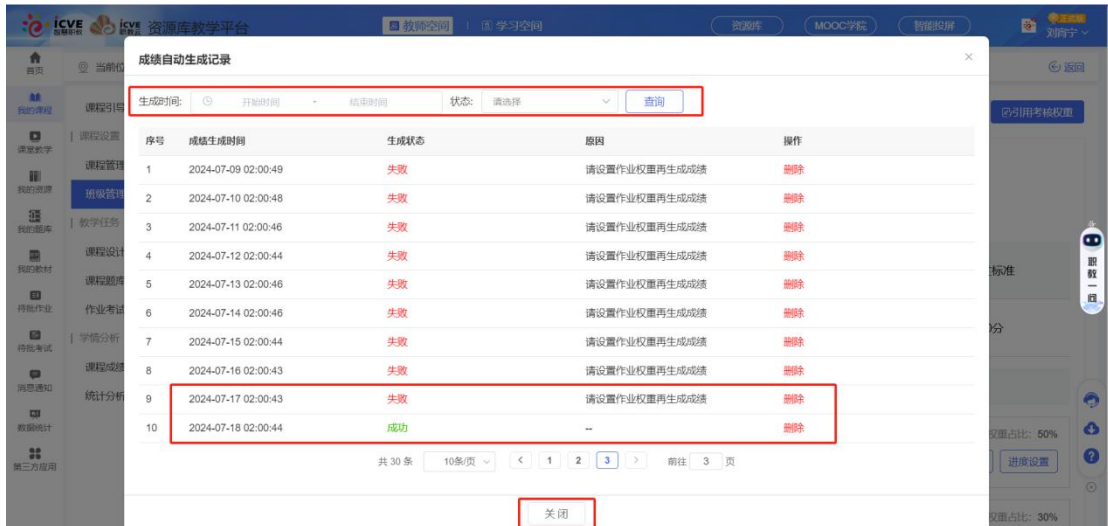 icve 智慧职教 icve 职教云 资源库教学平台 教师空间 学习空间 资源库 MOOC学院 智能投屏 正式版 刘筒宁
成绩自动生成记录
首页 当前位 返回
我的课程 课程引导 引用考核权重
生成时间: 开始时间 - 结束时间 状态: 请选择 查询
课堂教学 课程设置
序号 成绩生成时间 生成状态 原因 操作
课程管理
1 2024-07-09 02:00:49 失败 请设置作业权重再生成成绩 删除
我的资源 班级管理
2 2024-07-10 02:00:48 失败 请设置作业权重再生成成绩 删除
我的题库 教学任务
3 2024-07-11 02:00:46 失败 请设置作业权重再生成成绩 删除
课程设计
4 2024-07-12 02:00:44 失败 请设置作业权重再生成成绩 删除
我的教材 标准
课程题库
5 2024-07-13 02:00:46 失败 请设置作业权重再生成成绩 删除
待批作业 作业考试
6 2024-07-14 02:00:46 失败 请设置作业权重再生成成绩 删除
待批考试 学情分析 分
7 2024-07-15 02:00:44 失败 请设置作业权重再生成成绩 删除
课程成绩
8 2024-07-16 02:00:43 失败 请设置作业权重再生成成绩 删除
消息通知 统计分析
9 2024-07-17 02:00:43 失败 请设置作业权重再生成成绩 删除
数据统计
10 2024-07-18 02:00:44 成功 -- 删除
权重占比: 50%
第三方应用 共 30 条 10条/页 < 1 2 3 > 前往 3 页 进度设置
关闭
权重占比: 30%
职教一问